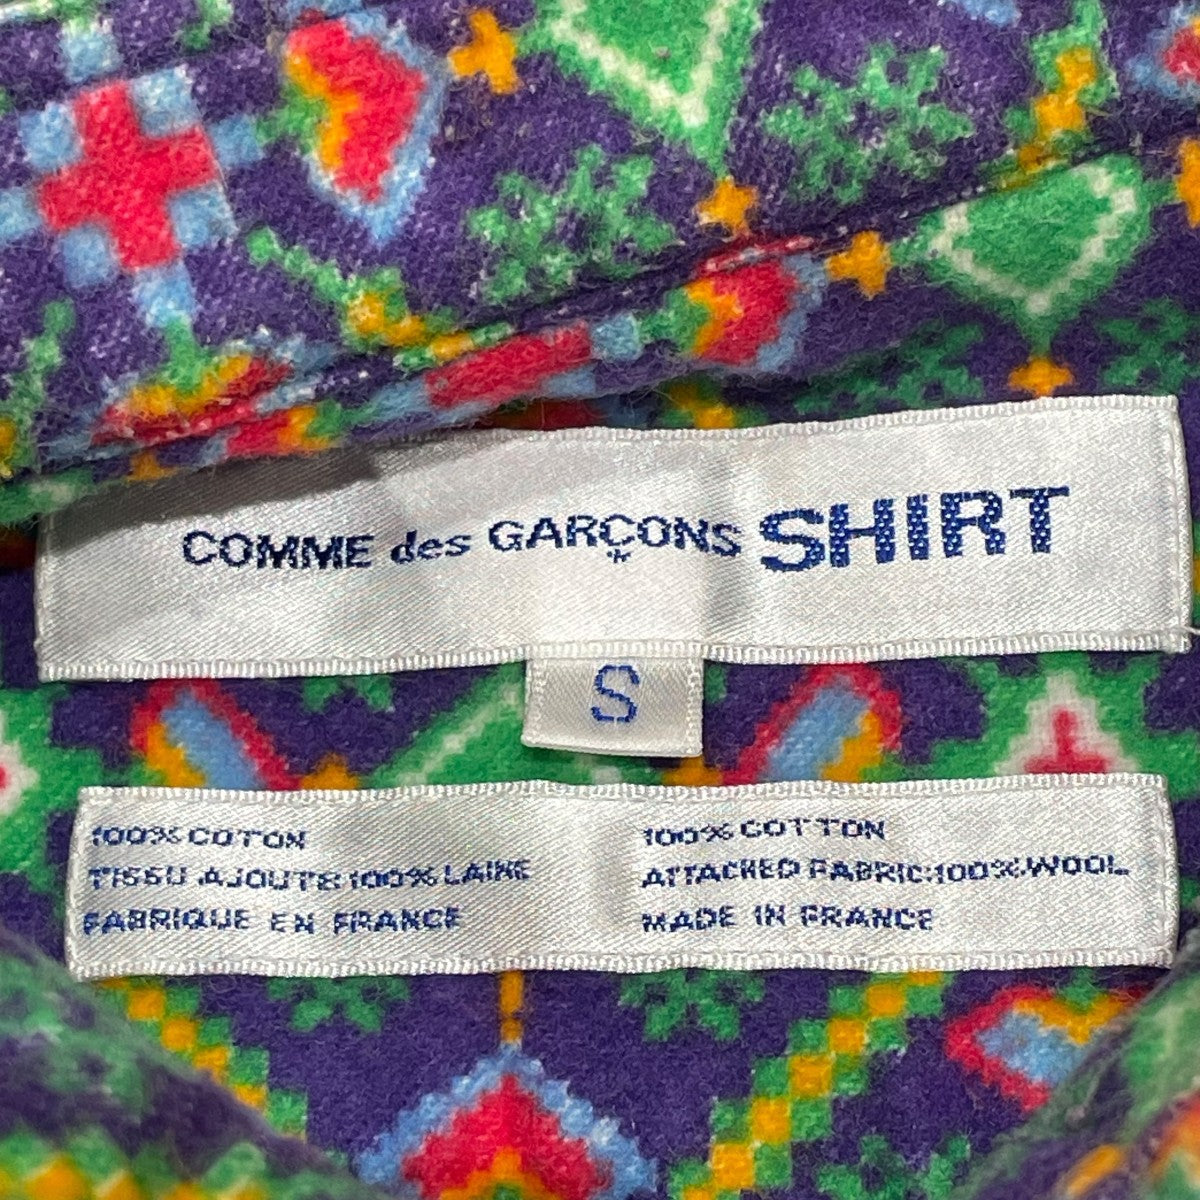 COMME des GARÇONS SHIRT
S
100% COTON
TISSU AJOUTE 100% LAINE
FABRIQUE EN FRANCE
100% COTTON
ATTACHED FABRIC:100% WOOL
MADE IN FRANCE